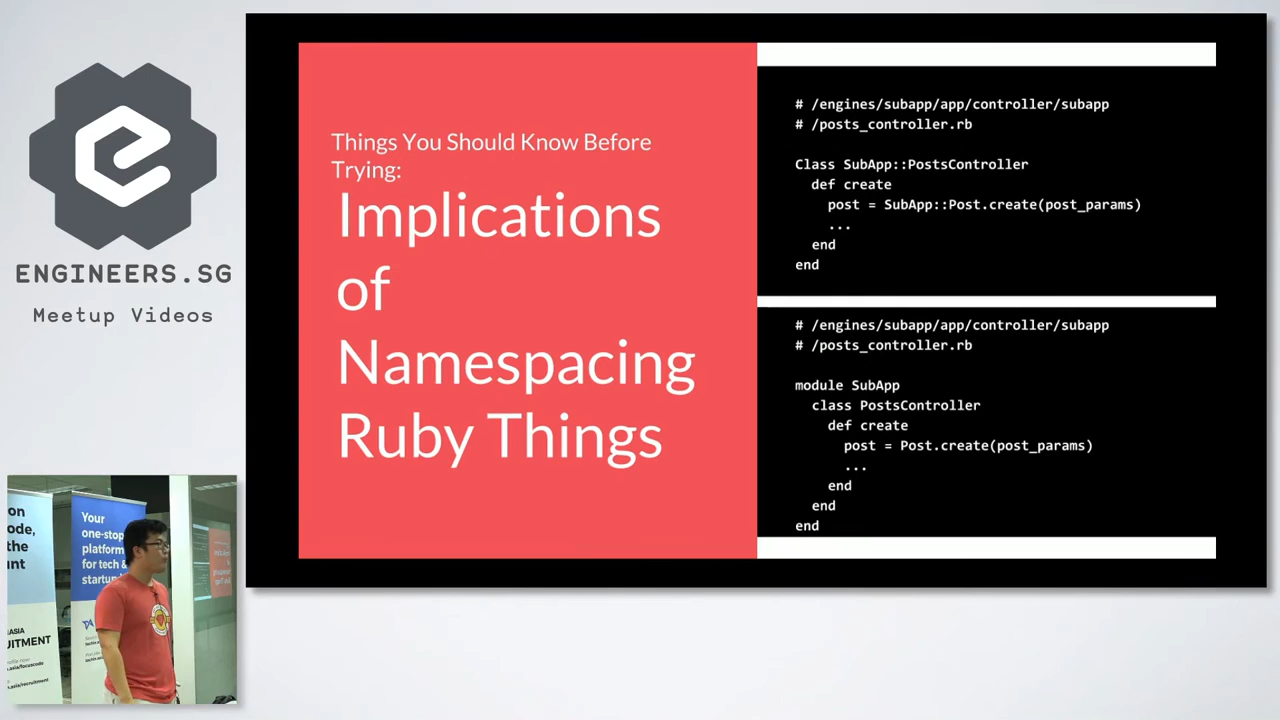 ENGINEERS.SG
Meetup Videos
Things You Should Know Before
Trying:
Implications
of
Namespacing
Ruby Things
# /engines/subapp/app/controller/subapp
# /posts_controller.rb
Class SubApp::PostsController
def create
post = SubApp::Post.create(post_params)
...
end
end
# /engines/subapp/app/controller/subapp
# /posts_controller.rb
module SubApp
class PostsController
def create
post = Post.create(post_params)
...
end
end
end
on
ode,
the
unt
Your
one-stop
platform
for tech &
startup
ASIA
UITMENT